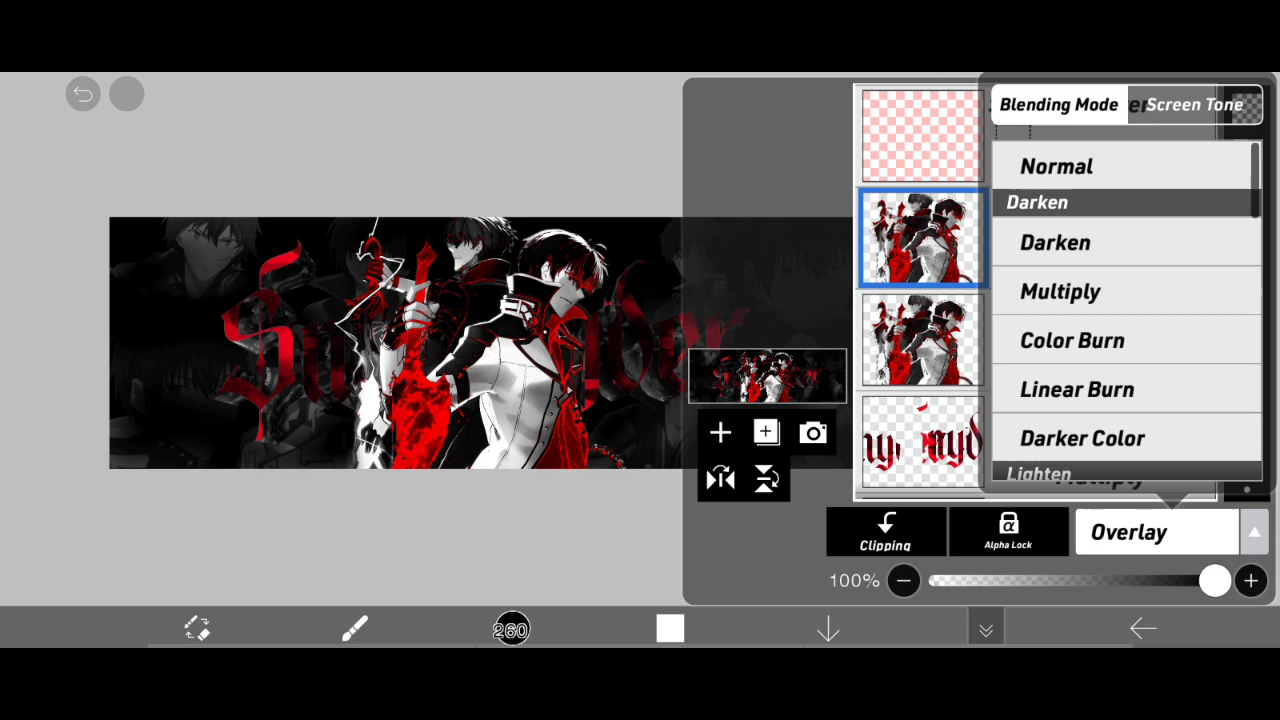 Blending Mode
Screen Tone
Normal
Darken
Darken
Multiply
Color Burn
Linear Burn
Darker Color
Lighten
Multiply
Clipping
α
Alpha Lock
Overlay
100%
260